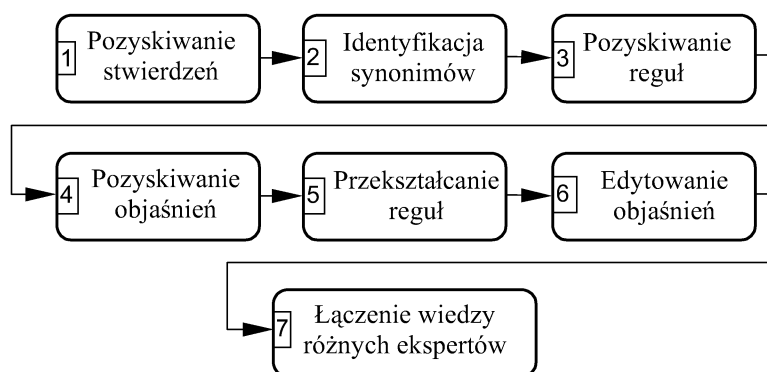 1
Pozyskiwanie
stwierdzeń
2
Identyfikacja
synonimów
3
Pozyskiwanie
reguł
4
Pozyskiwanie
objaśnień
5
Przekształcanie
reguł
6
Edytowanie
objaśnień
7
Łączenie wiedzy
różnych ekspertów